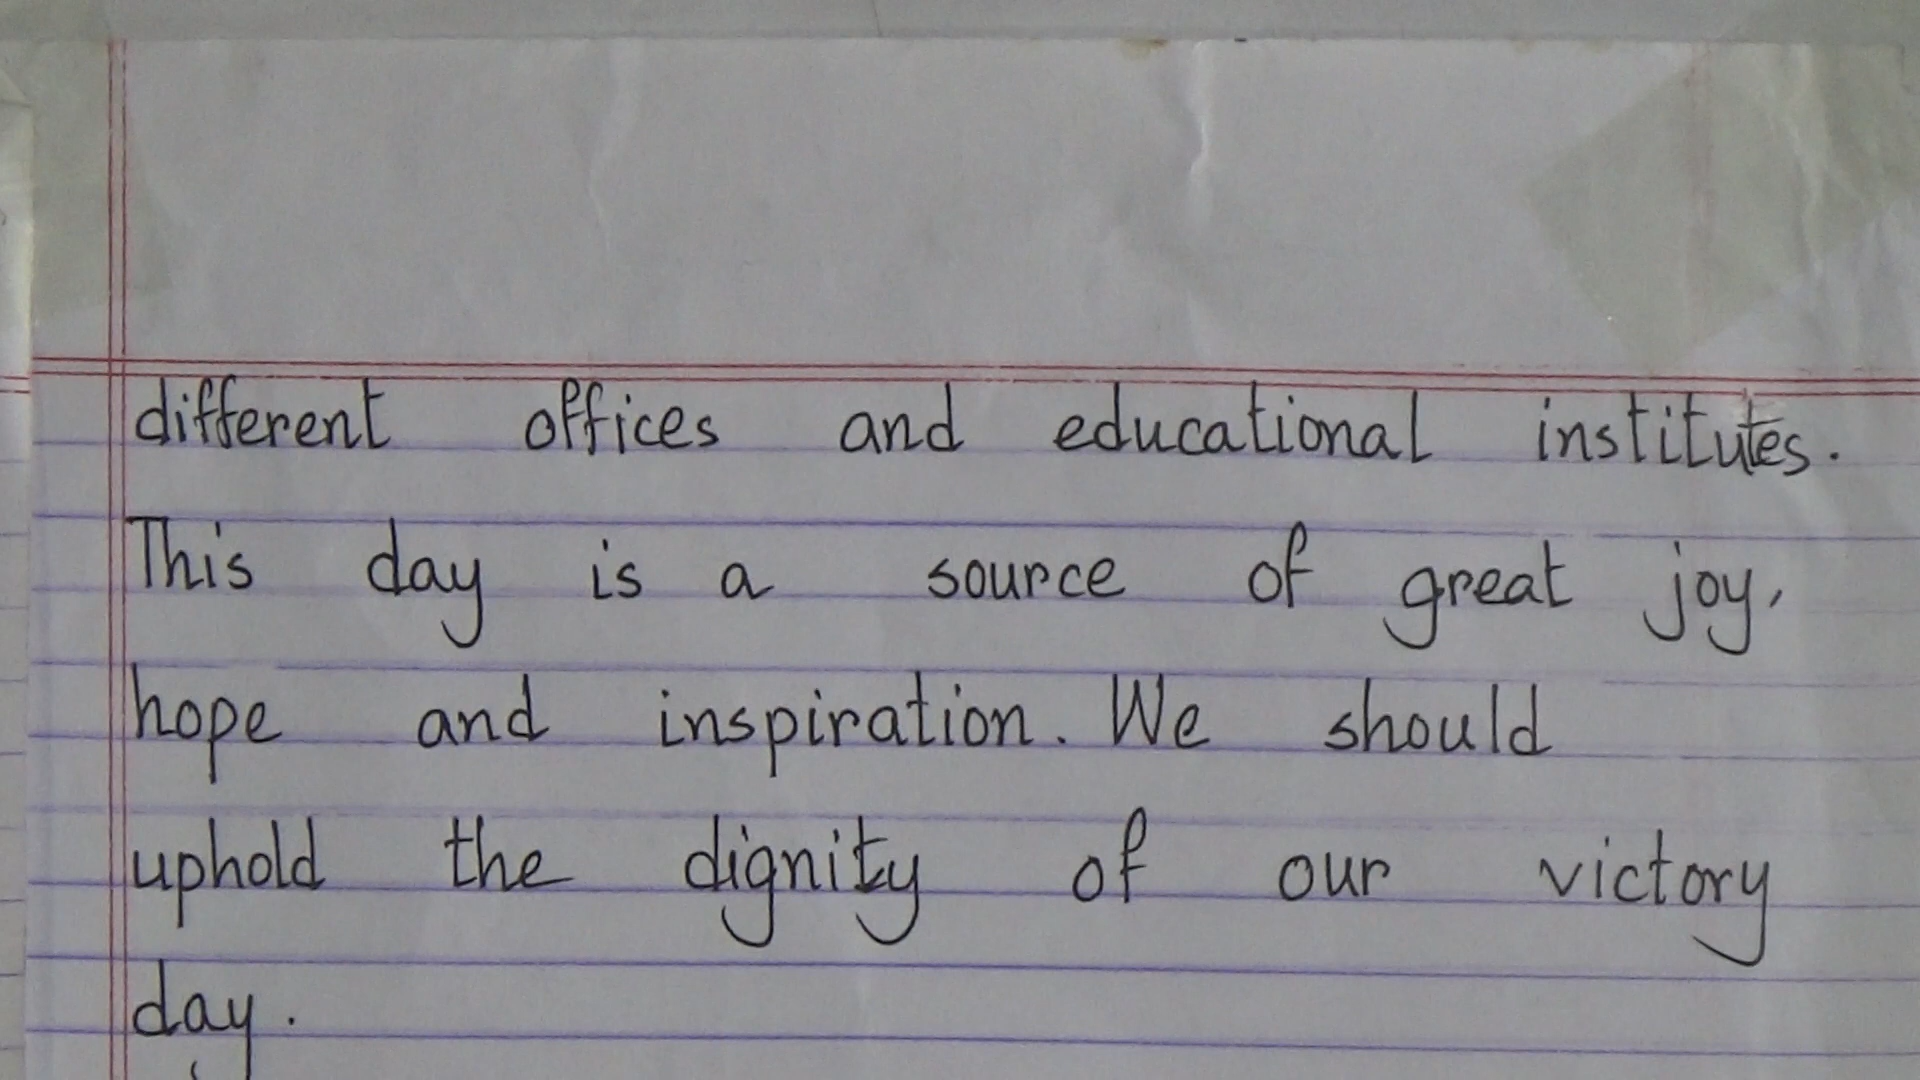 different offices and educational institutes.
This day is a source of great joy,
hope and inspiration. We should
uphold the dignity of our victory
day.